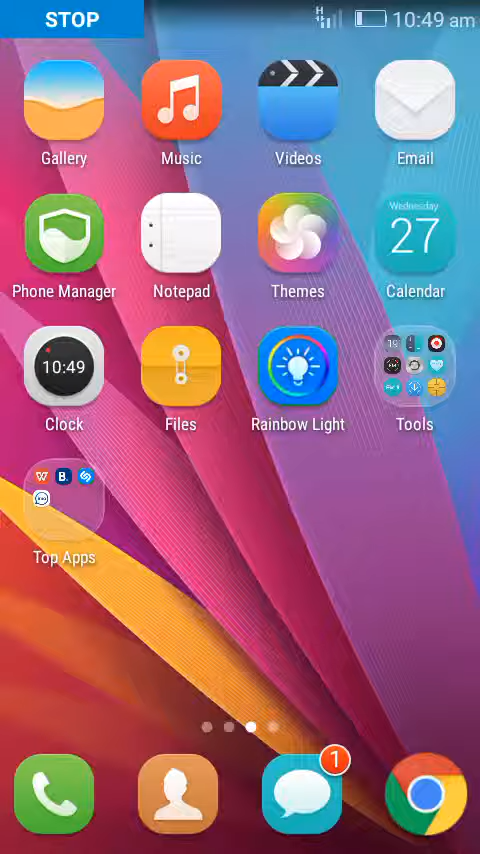 STOP
H
10:49 am
Gallery
Music
Videos
Email
Phone Manager
Notepad
Themes
Wednesday
27
Calendar
10:49
Clock
Files
Rainbow Light
Tools
W
B.
Top Apps
1